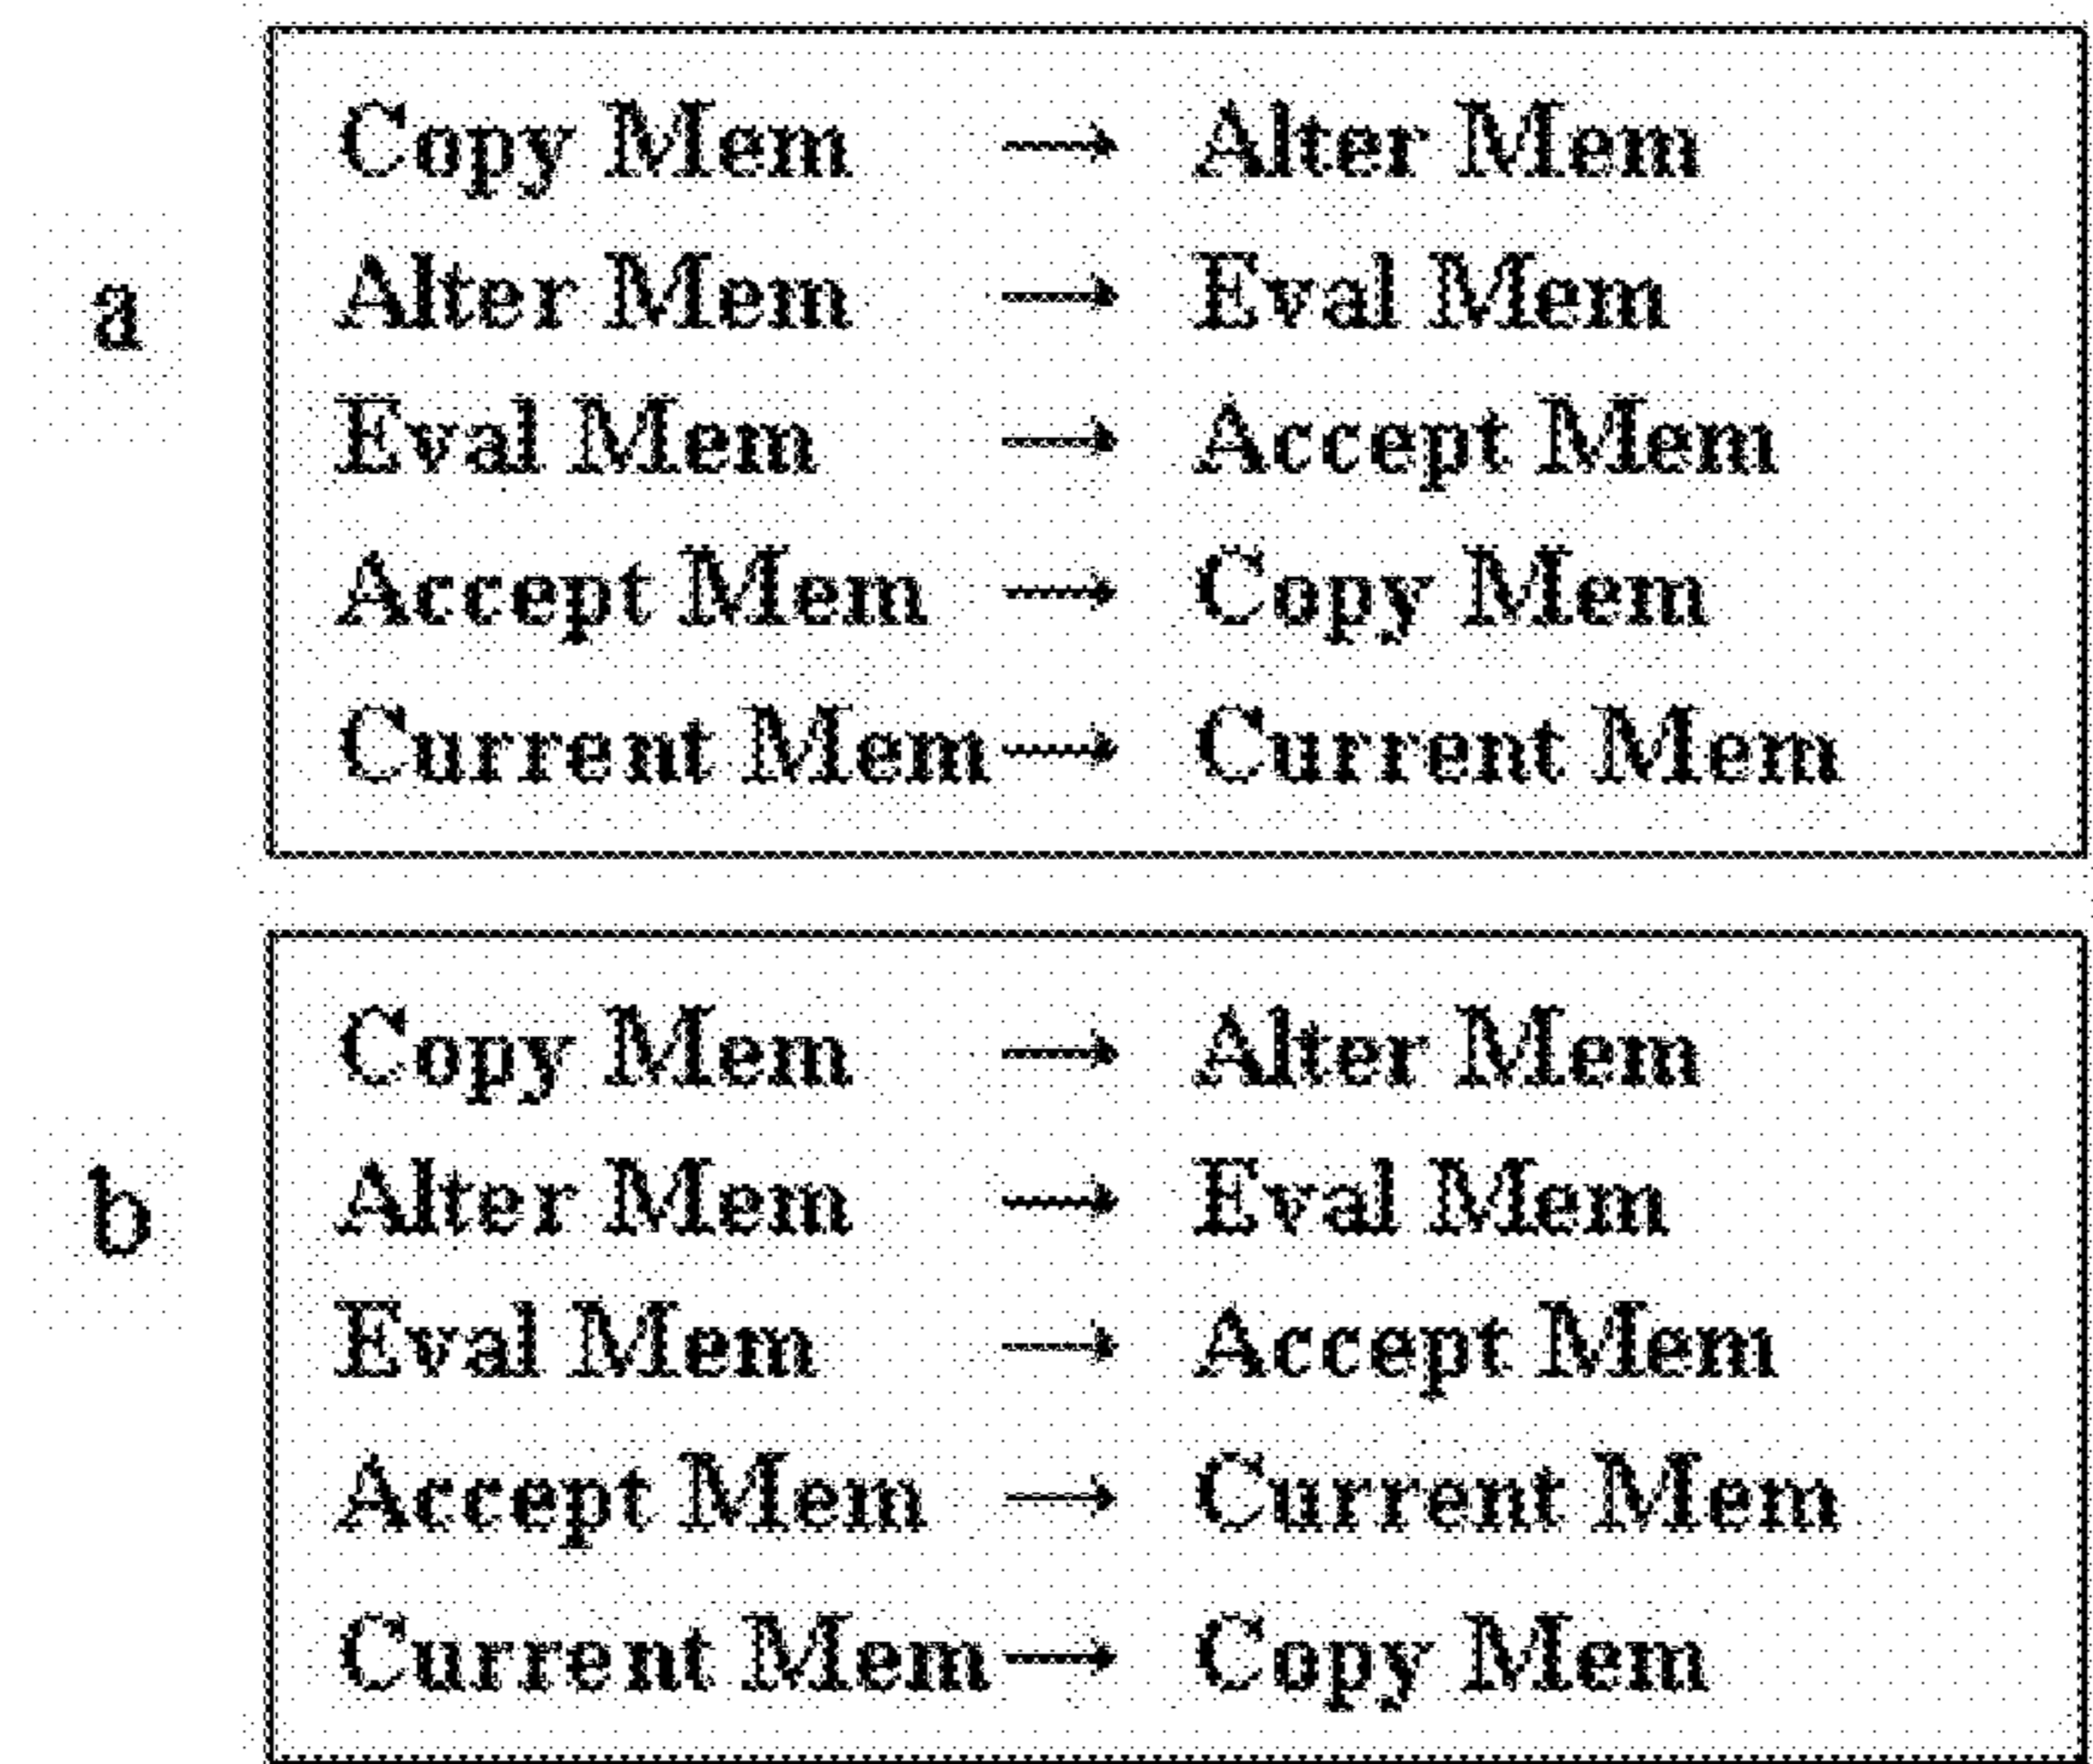 a
Copy Mem → Alter Mem
Alter Mem → Eval Mem
Eval Mem → Accept Mem
Accept Mem → Copy Mem
Current Mem → Current Mem
b
Copy Mem → Alter Mem
Alter Mem → Eval Mem
Eval Mem → Accept Mem
Accept Mem → Current Mem
Current Mem → Copy Mem